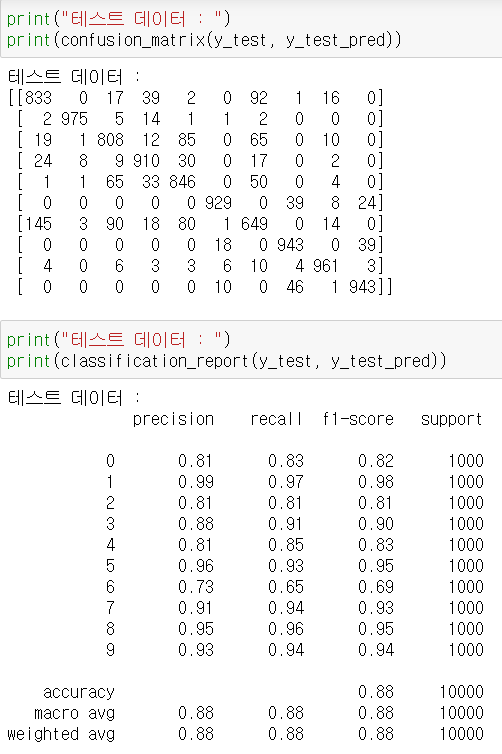 print("테스트 데이터 : ")
print(confusion_matrix(y_test, y_test_pred))
테스트 데이터 :
[[833 0 17 39 2 0 92 1 16 0]
[ 2 975 5 14 1 1 2 0 0 0]
[ 19 1 808 12 85 0 65 0 10 0]
[ 24 8 9 910 30 0 17 0 2 0]
[ 1 1 65 33 846 0 50 0 4 0]
[ 0 0 0 0 0 929 0 39 8 24]
[145 3 90 18 80 1 649 0 14 0]
[ 0 0 0 0 0 18 0 943 0 39]
[ 4 0 6 3 3 6 10 4 961 3]
[ 0 0 0 0 0 10 0 46 1 943]]
print("테스트 데이터 : ")
print(classification_report(y_test, y_test_pred))
테스트 데이터 :
precision recall f1-score support
0 0.81 0.83 0.82 1000
1 0.99 0.97 0.98 1000
2 0.81 0.81 0.81 1000
3 0.88 0.91 0.90 1000
4 0.81 0.85 0.83 1000
5 0.96 0.93 0.95 1000
6 0.73 0.65 0.69 1000
7 0.91 0.94 0.93 1000
8 0.95 0.96 0.95 1000
9 0.93 0.94 0.94 1000
accuracy 0.88 10000
macro avg 0.88 0.88 0.88 10000
weighted avg 0.88 0.88 0.88 10000